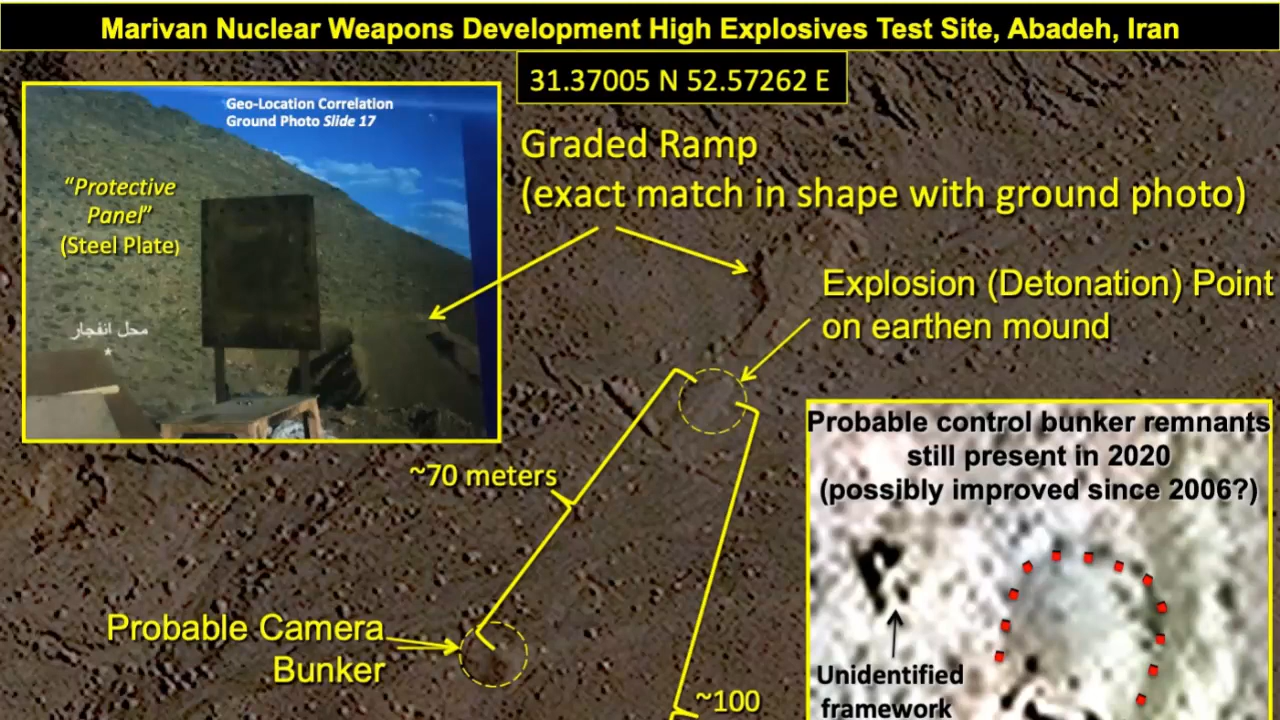 Marivan Nuclear Weapons Development High Explosives Test Site, Abadeh, Iran
31.37005 N 52.57262 E
Geo-Location Correlation
Ground Photo Slide 17
“Protective
Panel”
(Steel Plate)
محل انفجار
Graded Ramp
(exact match in shape with ground photo)
Explosion (Detonation) Point
on earthen mound
~70 meters
Probable Camera
Bunker
~100
Probable control bunker remnants
still present in 2020
(possibly improved since 2006?)
Unidentified
framework